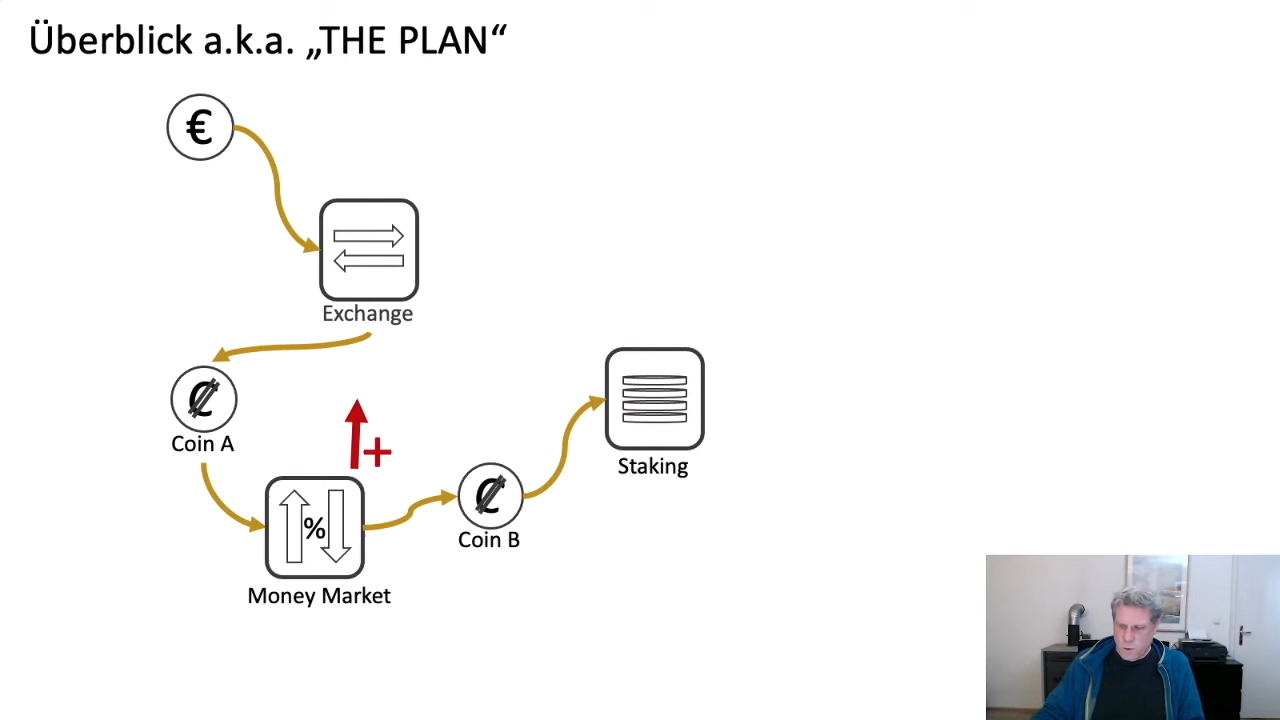 Überblick a.k.a. „THE PLAN“
€
Exchange
₡
Coin A
%
Money Market
₡
Coin B
Staking
+